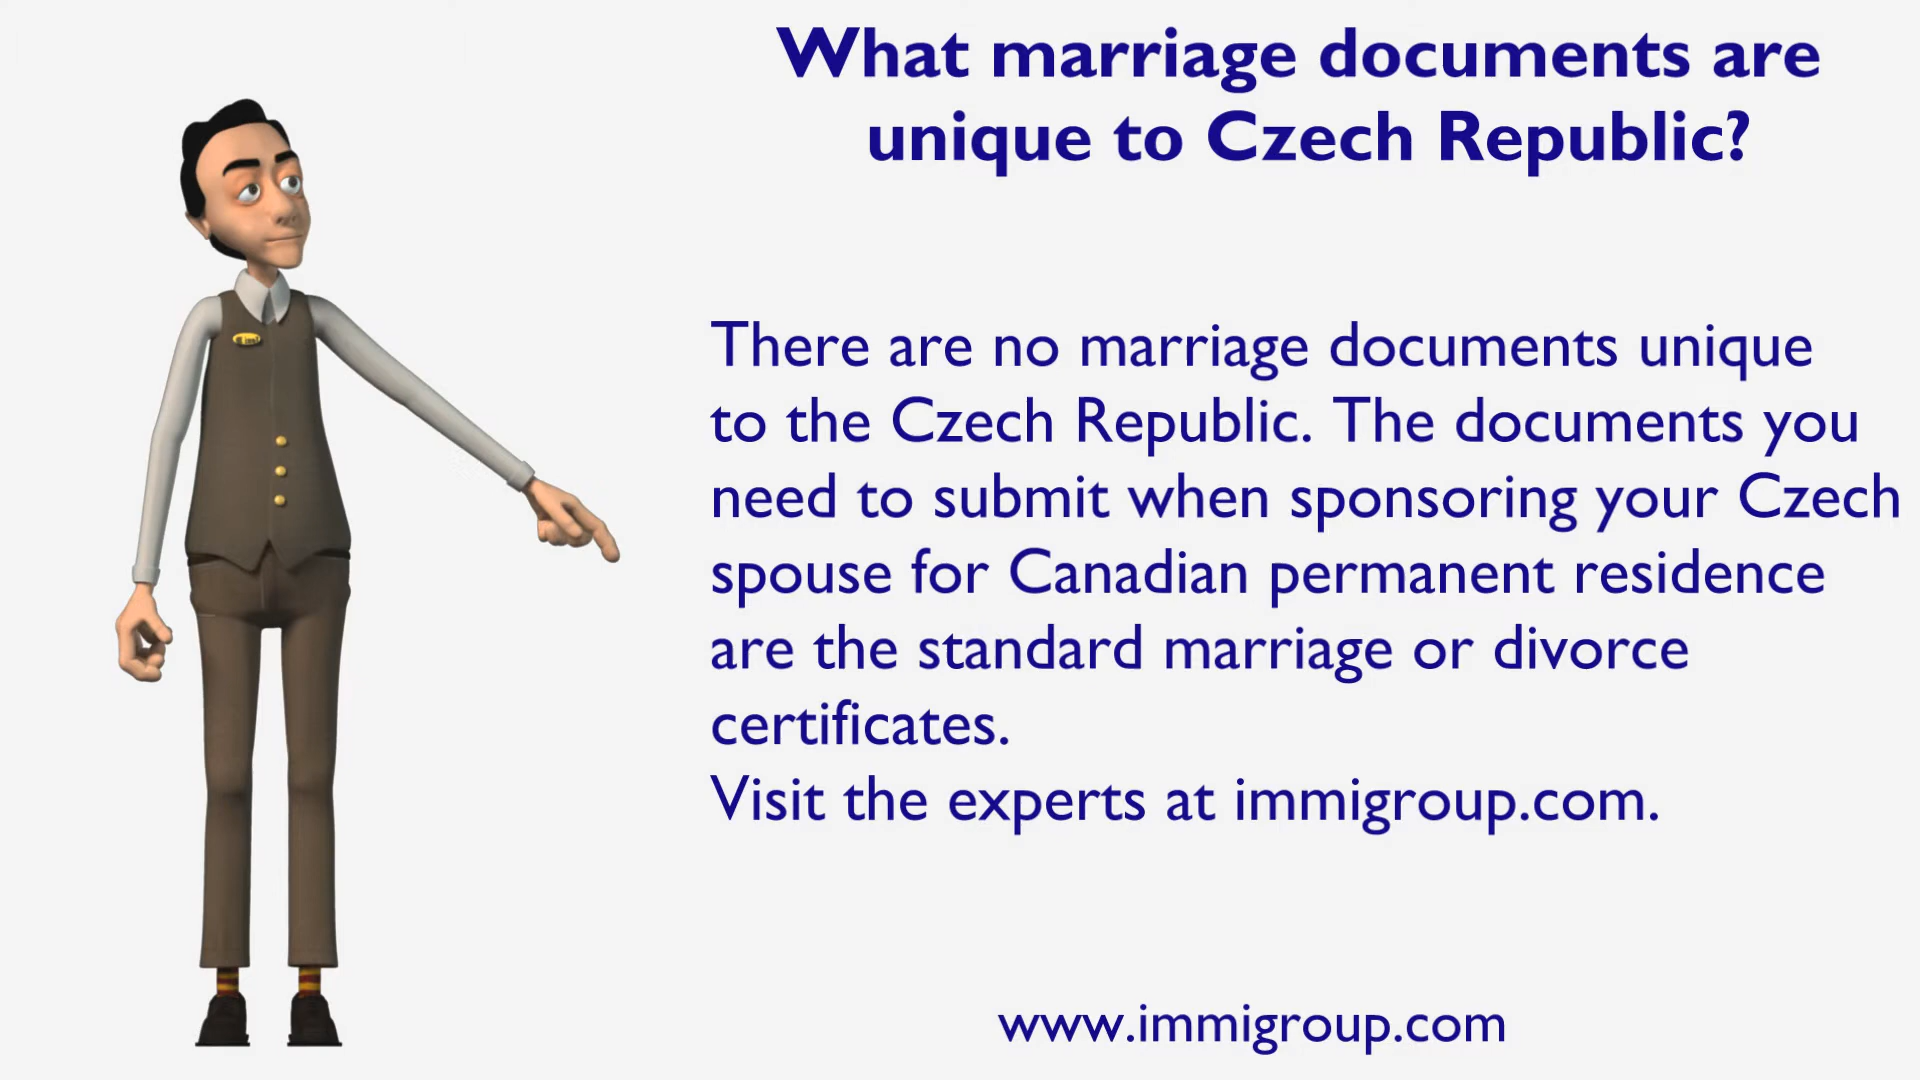 What marriage documents are
unique to Czech Republic?
There are no marriage documents unique
to the Czech Republic. The documents you
need to submit when sponsoring your Czech
spouse for Canadian permanent residence
are the standard marriage or divorce
certificates.
Visit the experts at immigroup.com.
www.immigroup.com